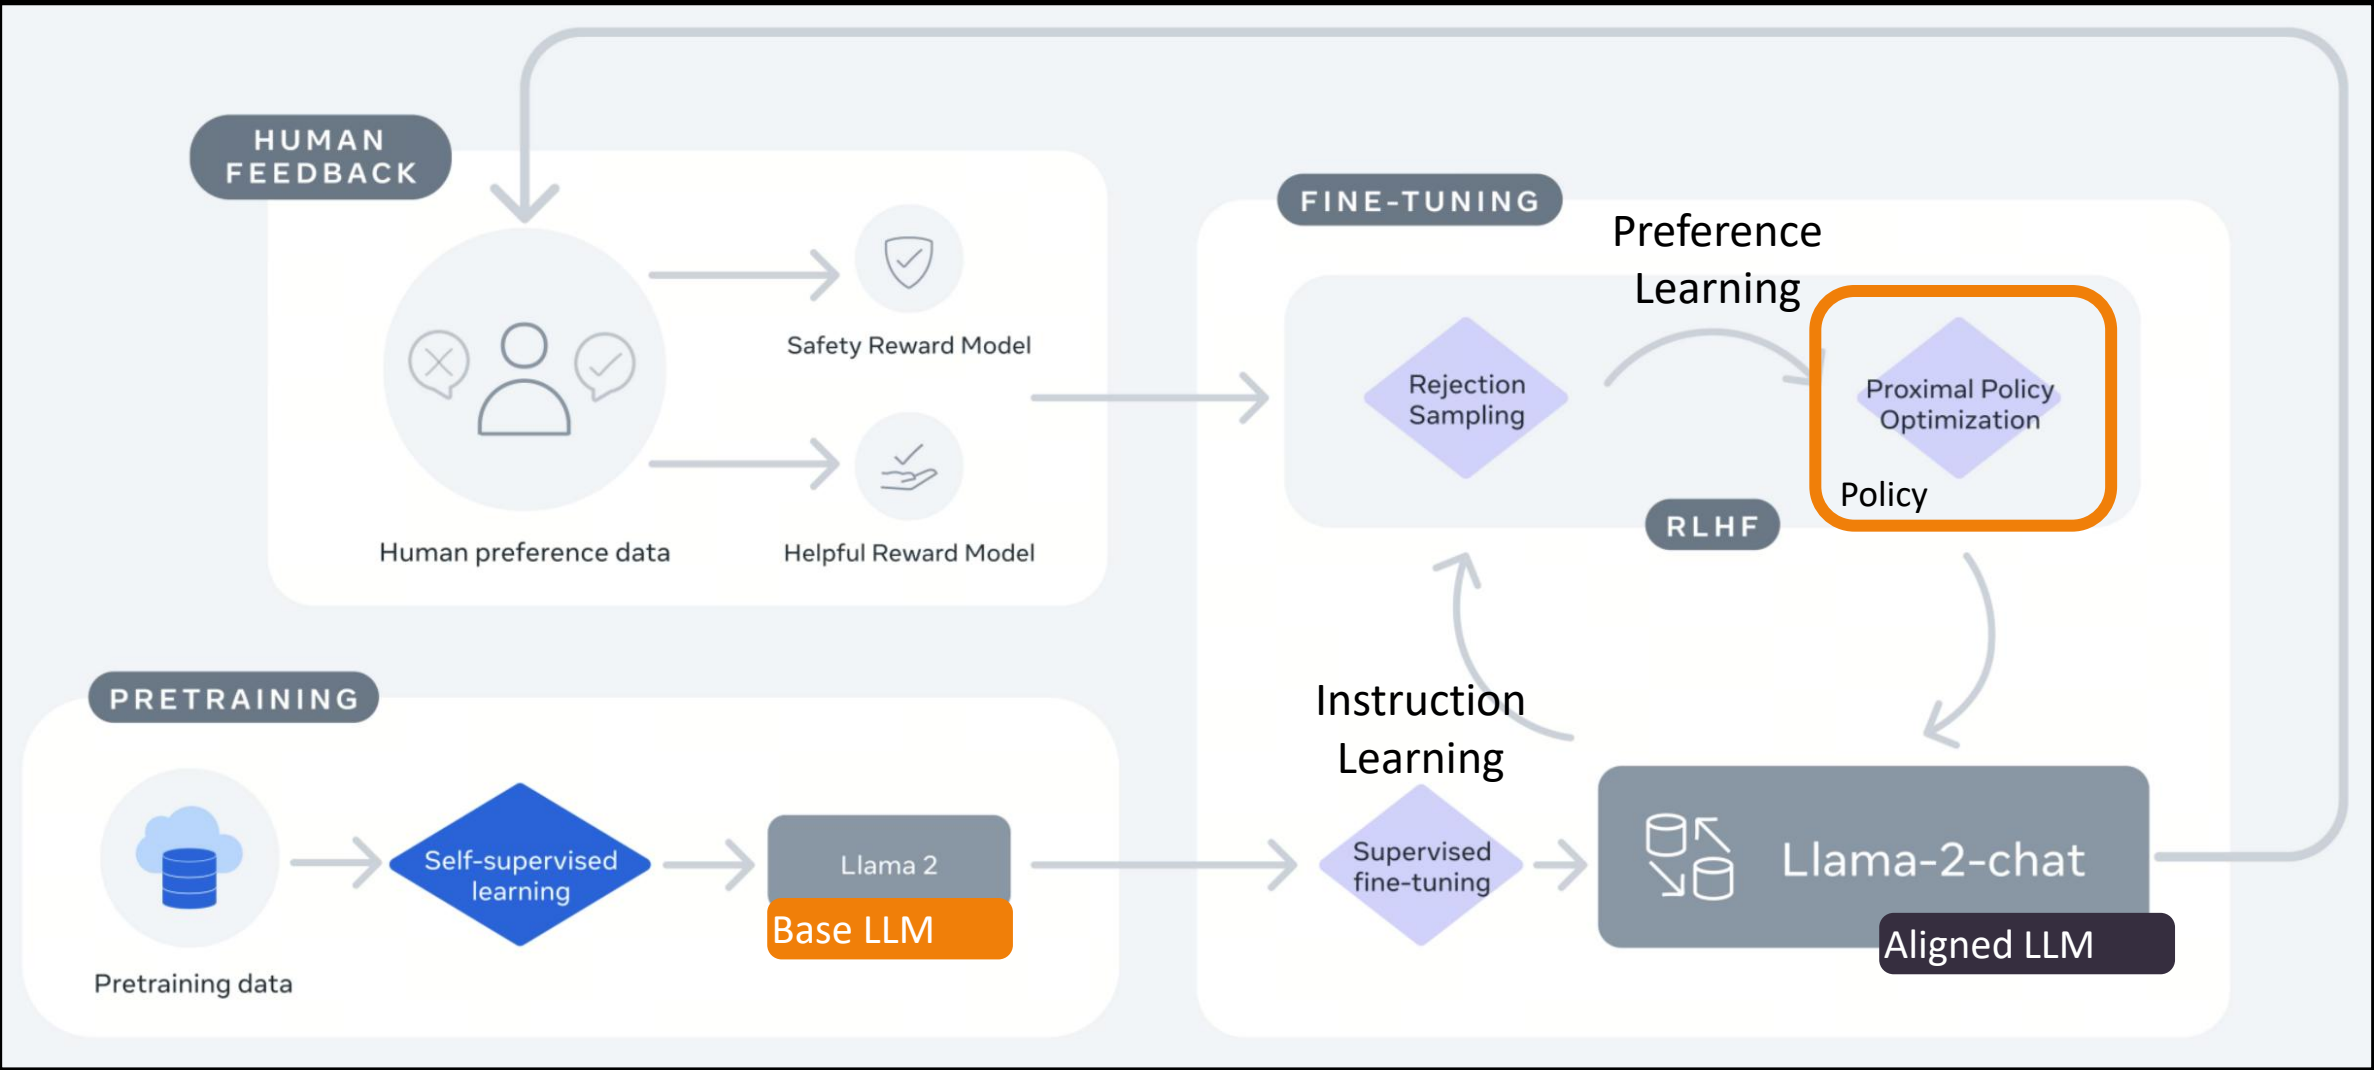 HUMAN
FEEDBACK
Safety Reward Model
Human preference data
Helpful Reward Model
FINE-TUNING
Preference
Learning
Rejection
Sampling
Proximal Policy
Optimization
Policy
RLHF
PRETRAINING
Pretraining data
Self-supervised
learning
Llama 2
Base LLM
Instruction
Learning
Supervised
fine-tuning
Llama-2-chat
Aligned LLM